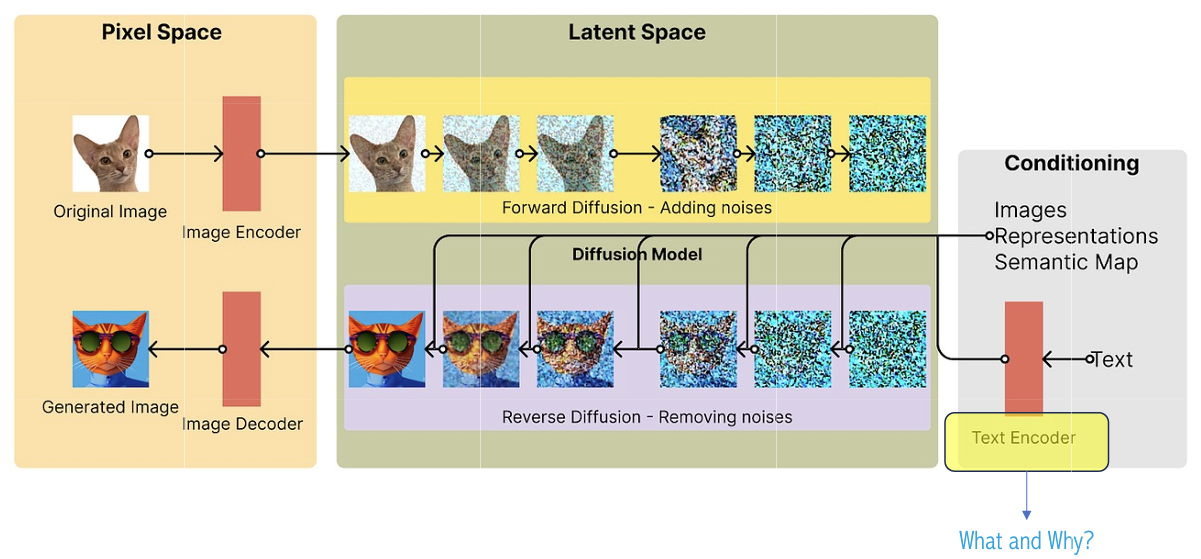 Pixel Space
Original Image
Image Encoder
Generated Image
Image Decoder
Latent Space
Forward Diffusion - Adding noises
Diffusion Model
Reverse Diffusion - Removing noises
Conditioning
Images
Representations
Semantic Map
Text
Text Encoder
What and Why?